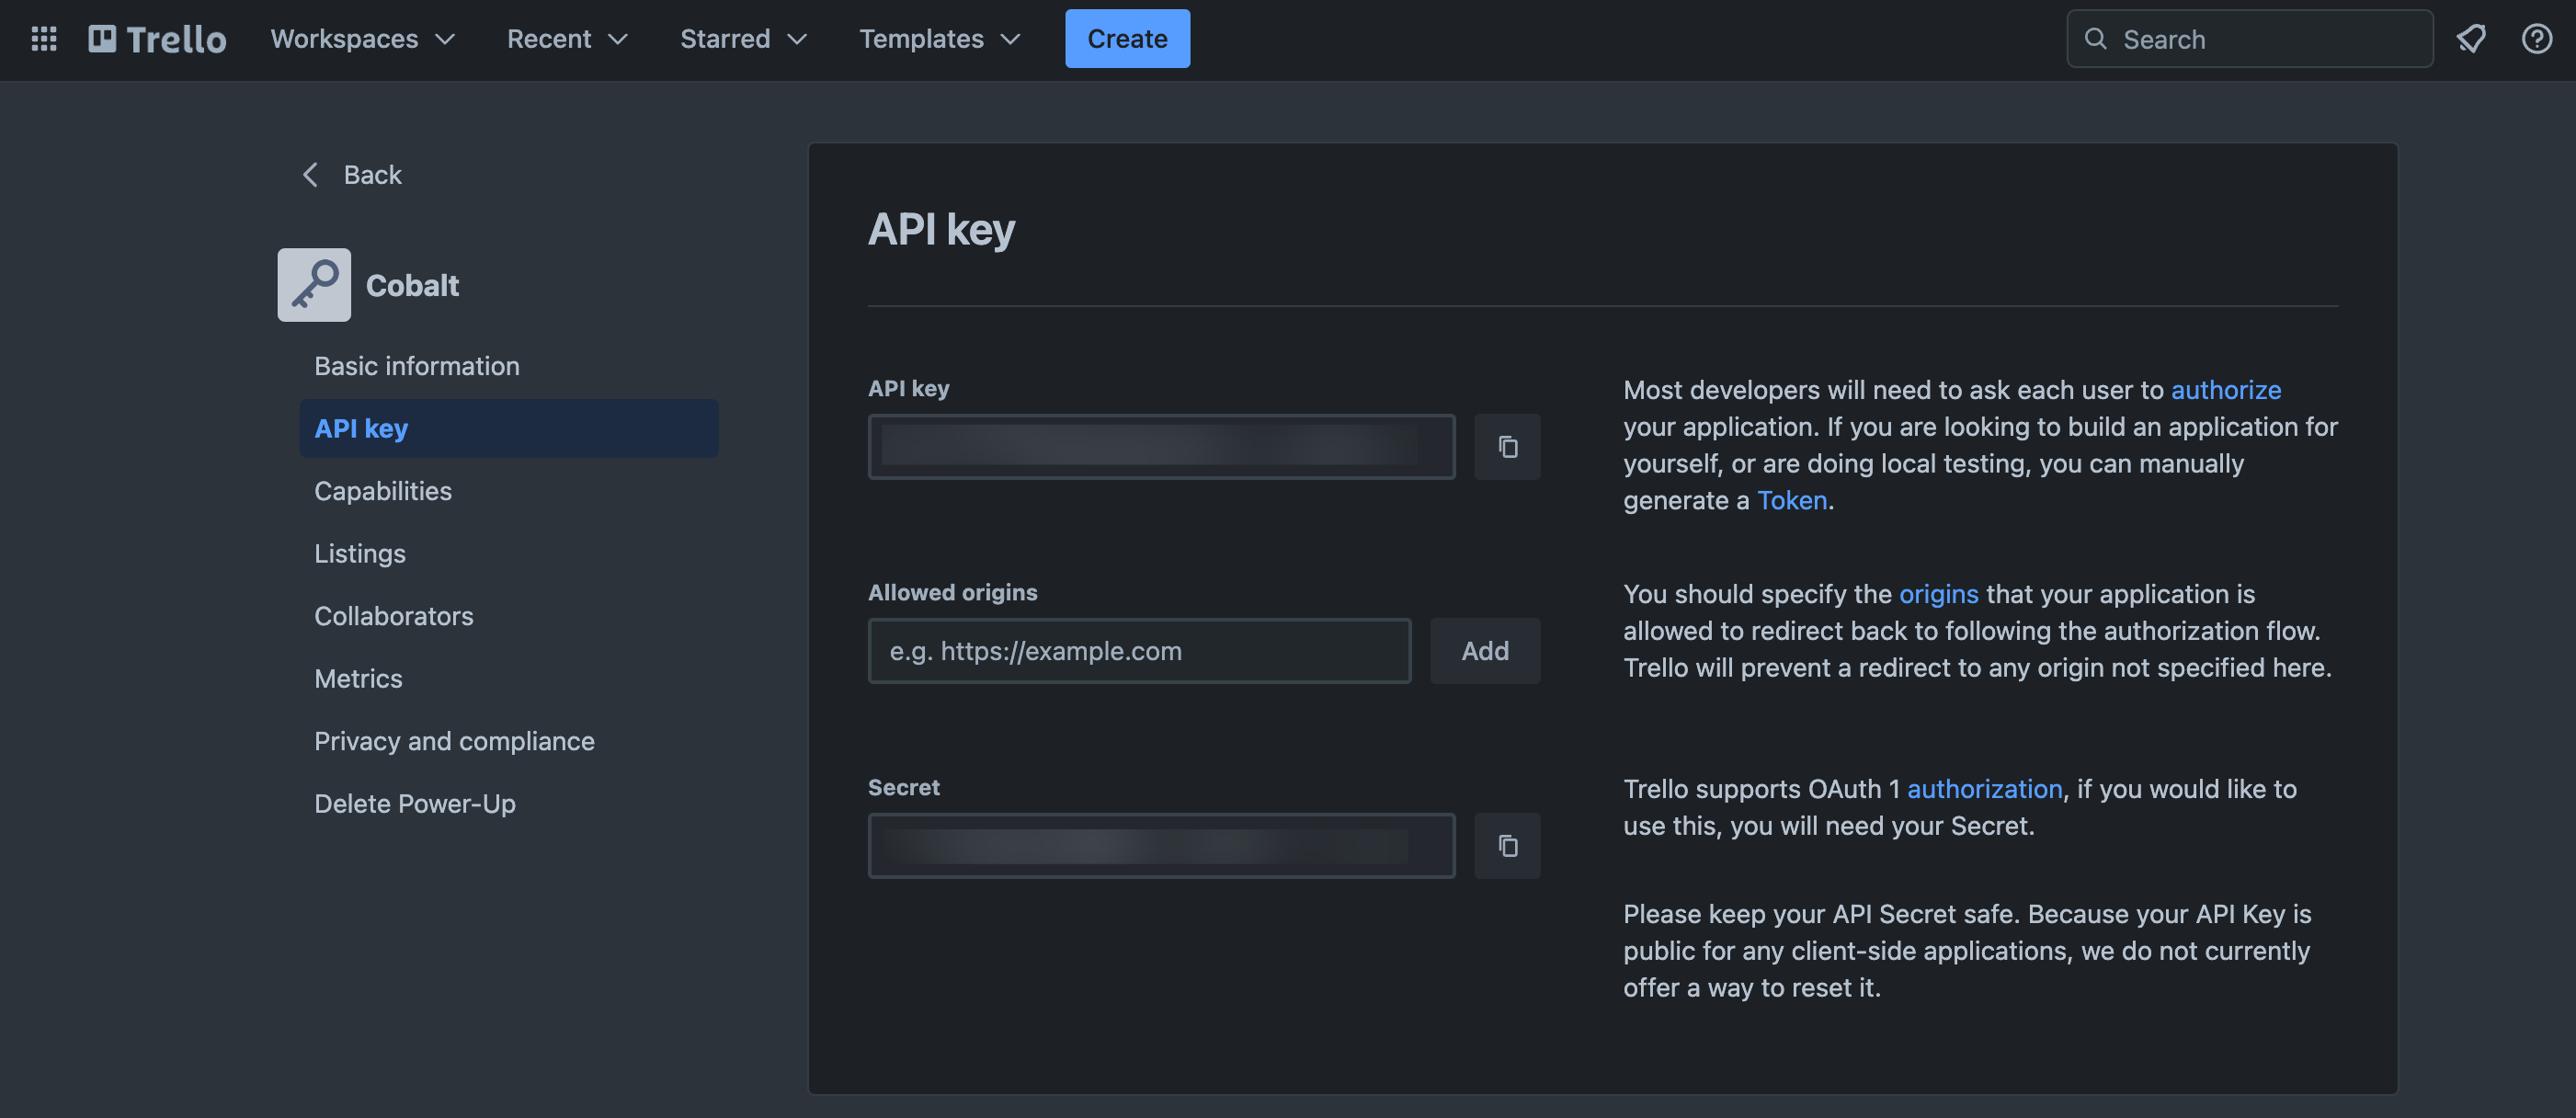 Trello Workspaces Recent Starred Templates Create Search
Back
Cobalt
Basic information
API key
Capabilities
Listings
Collaborators
Metrics
Privacy and compliance
Delete Power-Up
API key
API key
Most developers will need to ask each user to authorize
your application. If you are looking to build an application for
yourself, or are doing local testing, you can manually
generate a Token.
Allowed origins
e.g. https://example.com
Add
You should specify the origins that your application is
allowed to redirect back to following the authorization flow.
Trello will prevent a redirect to any origin not specified here.
Secret
Trello supports OAuth 1 authorization, if you would like to
use this, you will need your Secret.
Please keep your API Secret safe. Because your API Key is
public for any client-side applications, we do not currently
offer a way to reset it.